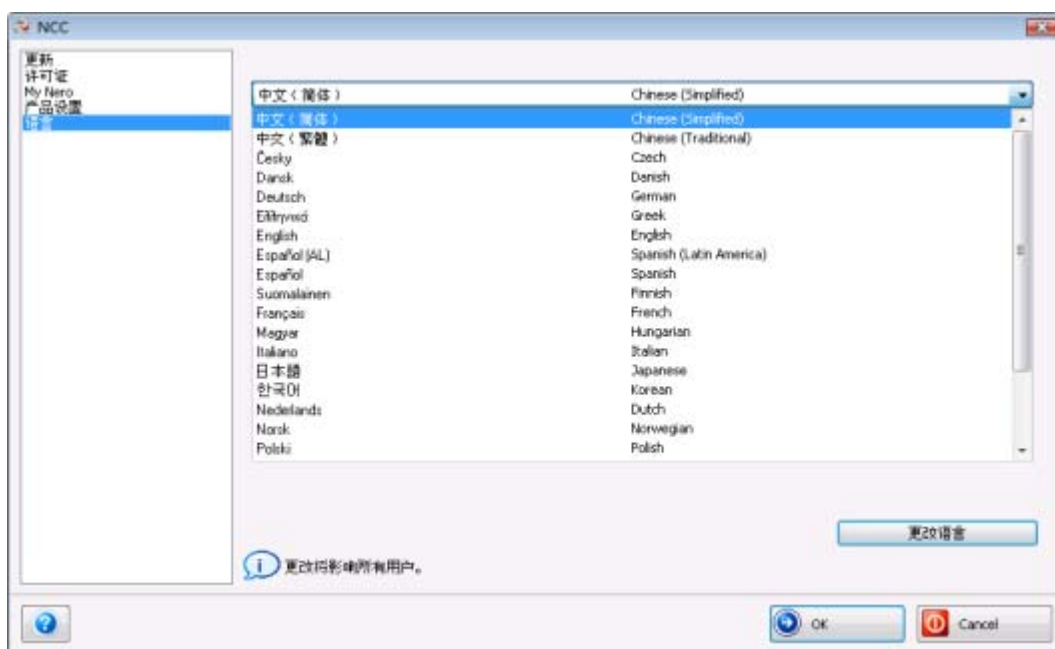 NCC
更新
许可证
My Nero
产品设置
语言
中文（简体） Chinese (Simplified)
中文（简体） Chinese (Simplified)
中文（繁體） Chinese (Traditional)
Česky Czech
Dansk Danish
Deutsch German
Ελληνικά Greek
English English
Español (AL) Spanish (Latin America)
Español Spanish
Suomalainen Finnish
Français French
Magyar Hungarian
Italiano Italian
日本語 Japanese
한국어 Korean
Nederlands Dutch
Norsk Norwegian
Polski Polish
更改语言
更改将影响所有用户。
OK
Cancel